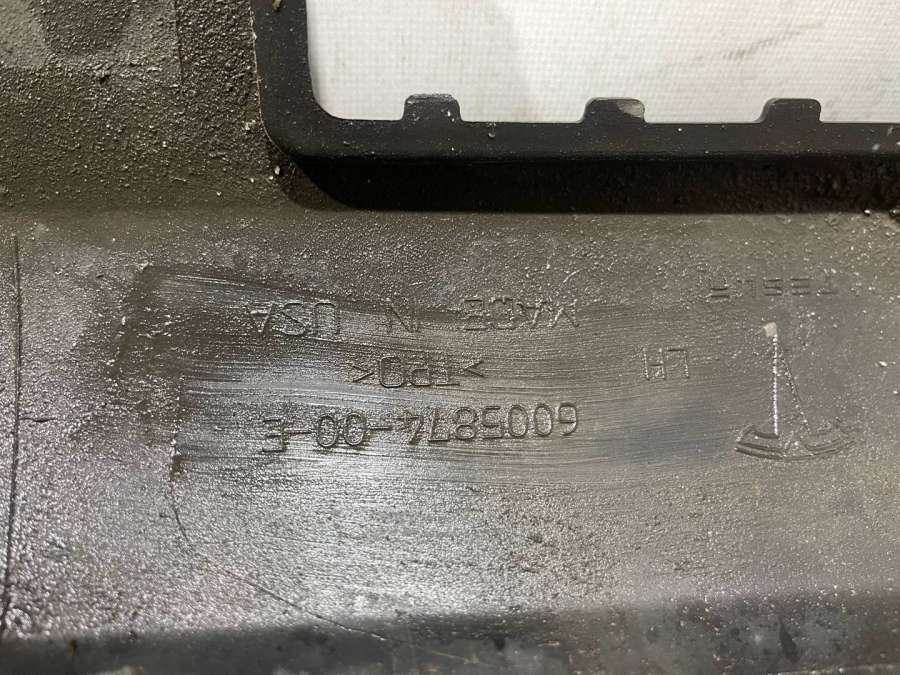 6005874-00-E
LH
>TPO<
MADE IN USA
TESLA